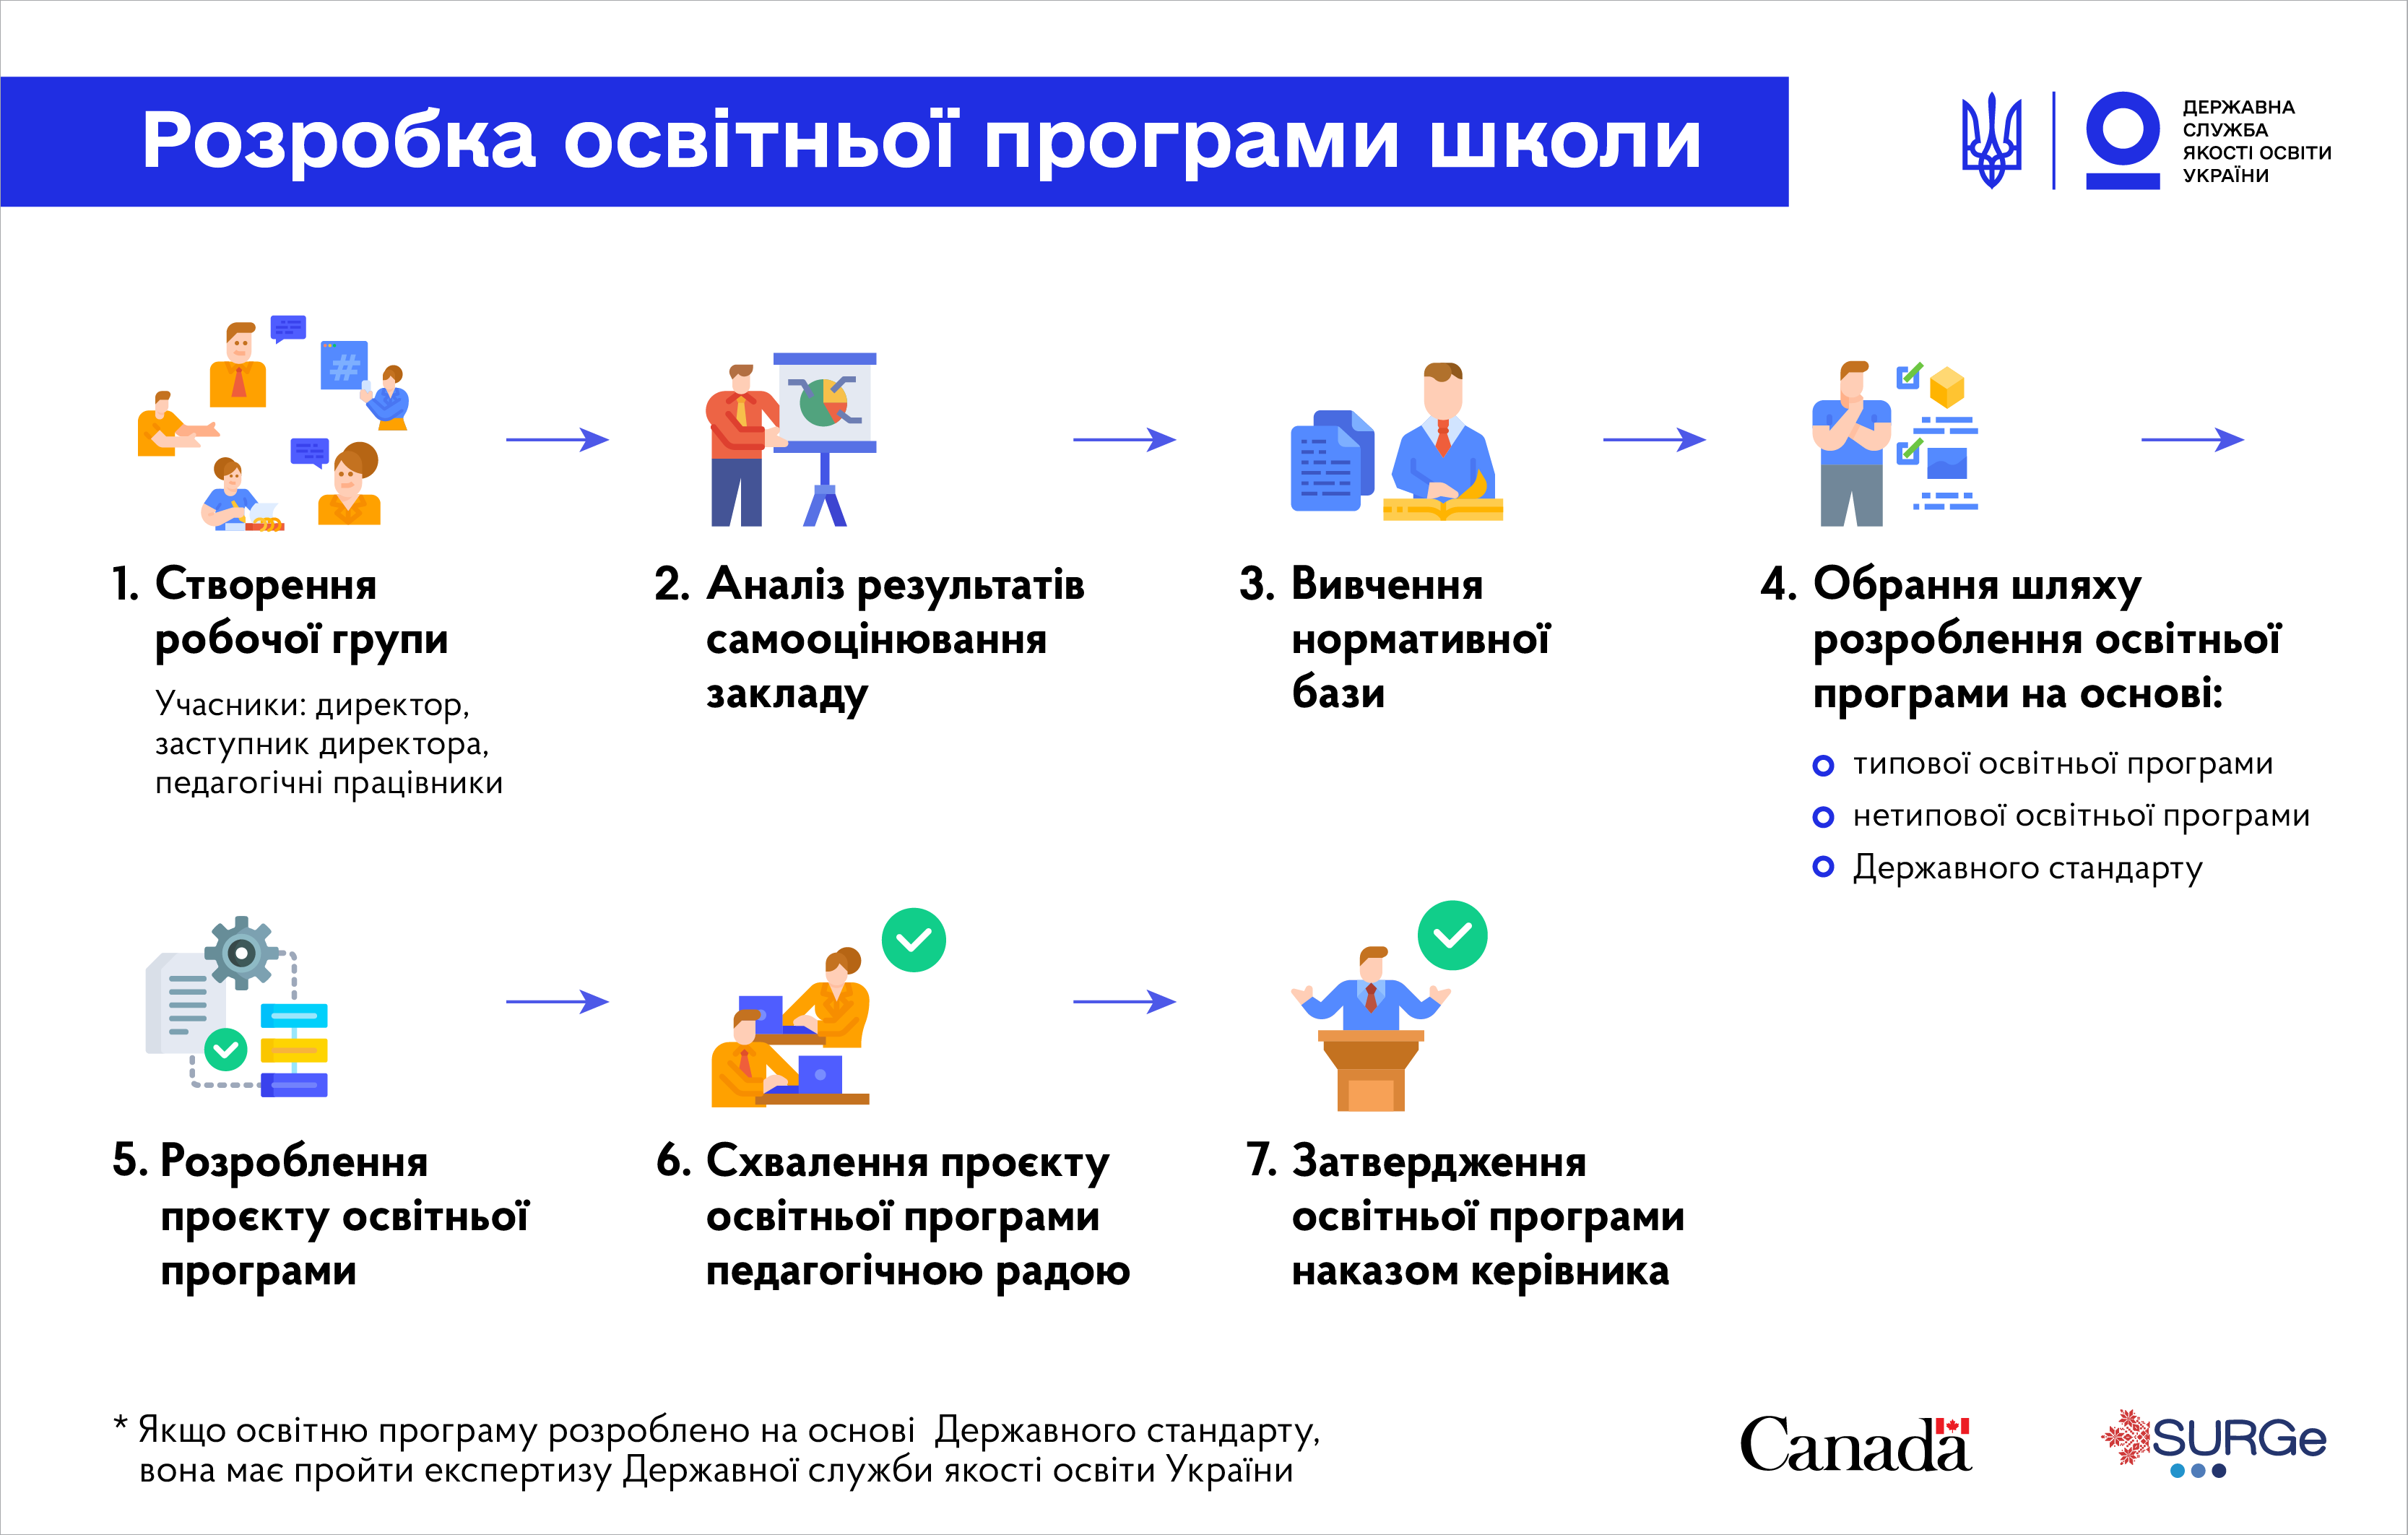 Розробка освітньої програми школи
ДЕРЖАВНА
СЛУЖБА
ЯКОСТІ ОСВІТИ
УКРАЇНИ
#
1. Створення
робочої групи
Учасники: директор,
заступник директора,
педагогічні працівники
2. Аналіз результатів
самооцінювання
закладу
3. Вивчення
нормативної
бази
4. Обрання шляху
розроблення освітньої
програми на основі:
типової освітньої програми
нетипової освітньої програми
Державного стандарту
5. Розроблення
проєкту освітньої
програми
6. Схвалення проєкту
освітньої програми
педагогічною радою
7. Затвердження
освітньої програми
наказом керівника
* Якщо освітню програму розроблено на основі Державного стандарту,
вона має пройти експертизу Державної служби якості освіти України
Canada
SURGe